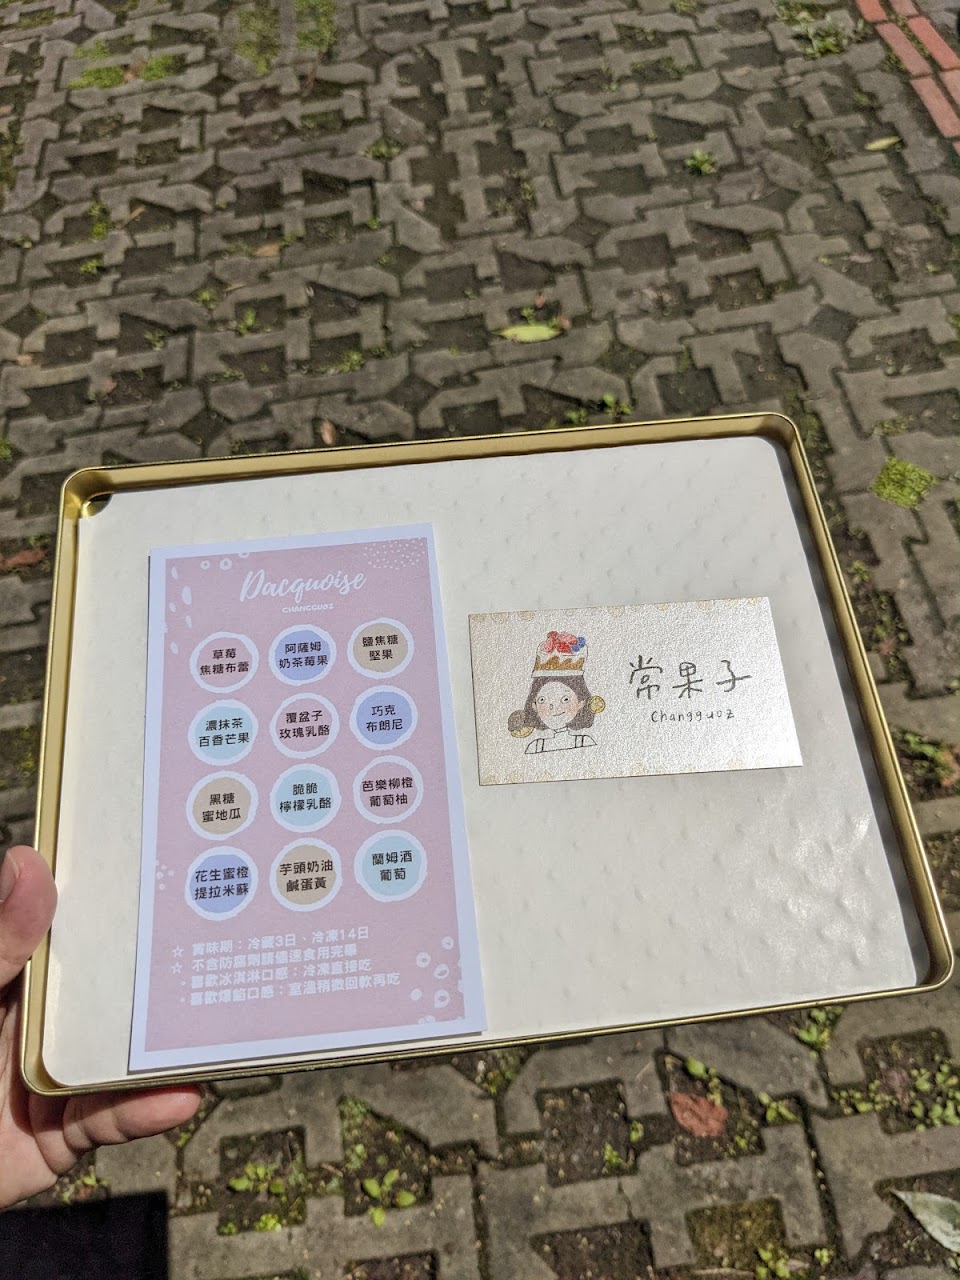 Dacquoise
CHANGGUOZ
草莓
焦糖布蕾
阿薩姆
奶茶莓果
鹽焦糖
堅果
濃抹茶
百香芒果
覆盆子
玫瑰乳酪
巧克
布朗尼
黑糖
蜜地瓜
脆脆
檸檬乳酪
芭樂柳橙
葡萄柚
花生蜜橙
提拉米蘇
芋頭奶油
鹹蛋黃
蘭姆酒
葡萄
☆ 賞味期：冷藏3日、冷凍14日
☆ 不含防腐劑請儘速食用完畢
·喜歡冰淇淋口感：冷凍直接吃
·喜歡爆餡口感：室溫稍微回軟再吃
常果子
Changguoz